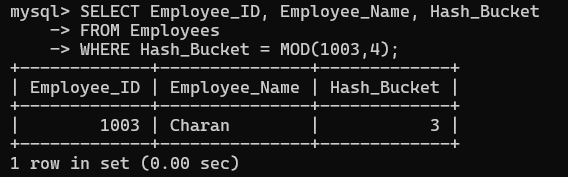 mysql> SELECT Employee_ID, Employee_Name, Hash_Bucket
    -> FROM Employees
    -> WHERE Hash_Bucket = MOD(1003,4);
+-------------+---------------+-------------+
| Employee_ID | Employee_Name | Hash_Bucket |
+-------------+---------------+-------------+
|        1003 | Charan        |           3 |
+-------------+---------------+-------------+
1 row in set (0.00 sec)